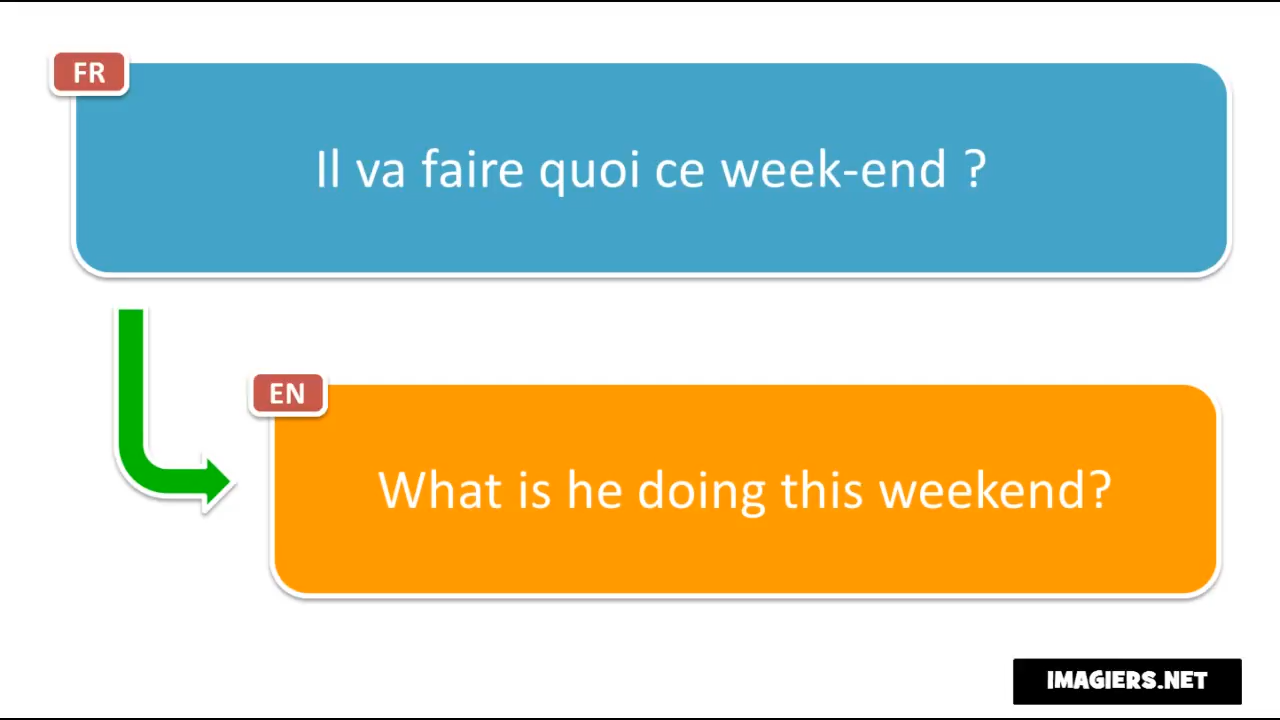 FR
Il va faire quoi ce week-end ?
EN
What is he doing this weekend?
IMAGIERS.NET